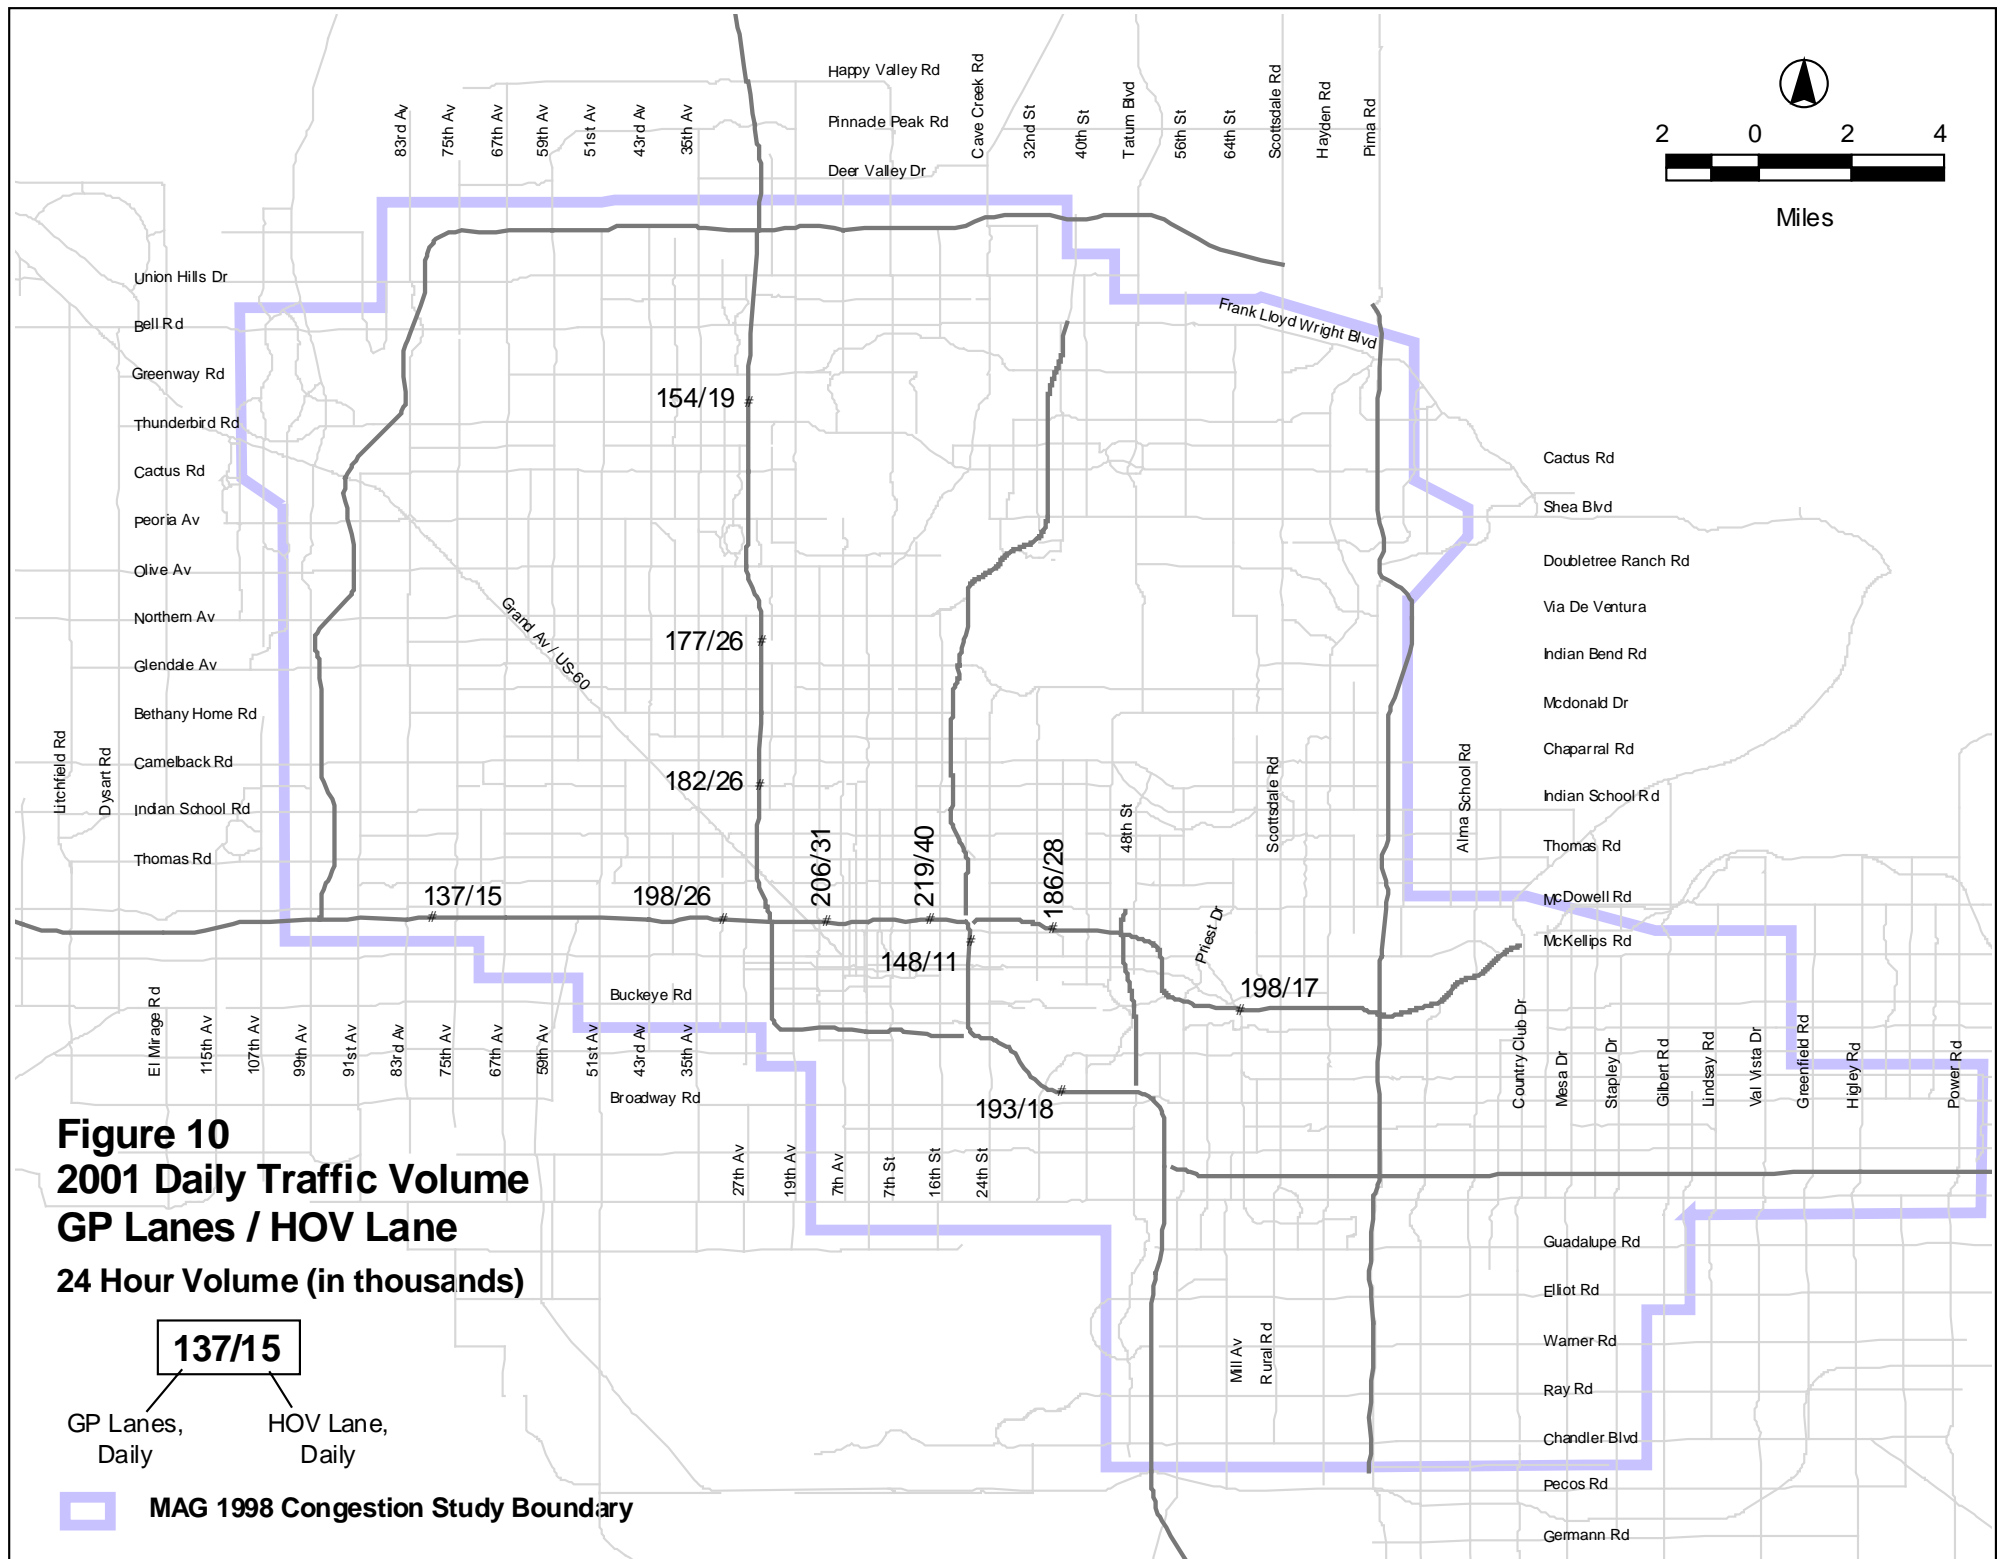 Happy Valley Rd
Pinnacle Peak Rd
Deer Valley Dr
83rd Av
75th Av
67th Av
59th Av
51st Av
43rd Av
35th Av
Cave Creek Rd
32nd St
40th St
Tatum Blvd
56th St
64th St
Scottsdale Rd
Hayden Rd
Pima Rd
2 0 2 4
Miles
Union Hills Dr
Bell Rd
Greenway Rd
Thunderbird Rd
Cactus Rd
Peoria Av
Olive Av
Northern Av
Glendale Av
Bethany Home Rd
Camelback Rd
Indian School Rd
Thomas Rd
Litchfield Rd
Dysart Rd
Frank Lloyd Wright Blvd
Grand Av / US-60
154/19
#
177/26
#
182/26
#
137/15
#
198/26
#
206/31
#
219/40
#
186/28
#
148/11
#
198/17
#
193/18
#
48th St
Priest Dr
Scottsdale Rd
Alma School Rd
Cactus Rd
Shea Blvd
Doubletree Ranch Rd
Via De Ventura
Indian Bend Rd
Mcdonald Dr
Chaparral Rd
Indian School Rd
Thomas Rd
McDowell Rd
McKellips Rd
Buckeye Rd
Broadway Rd
El Mirage Rd
115th Av
107th Av
99th Av
91st Av
83rd Av
75th Av
67th Av
59th Av
51st Av
43rd Av
35th Av
27th Av
19th Av
7th Av
7th St
16th St
24th St
Country Club Dr
Mesa Dr
Stapley Dr
Gilbert Rd
Lindsay Rd
Val Vista Dr
Greenfield Rd
Higley Rd
Power Rd
Mill Av
Rural Rd
Guadalupe Rd
Elliot Rd
Warner Rd
Ray Rd
Chandler Blvd
Pecos Rd
Germann Rd
Figure 10
2001 Daily Traffic Volume
GP Lanes / HOV Lane
24 Hour Volume (in thousands)
137/15
GP Lanes,
Daily
HOV Lane,
Daily
MAG 1998 Congestion Study Boundary